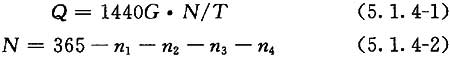 Q = 1440G • N/T (5.1.4-1)
N = 365 − n₁ − n₂ − n₃ − n₄ (5.1.4-2)